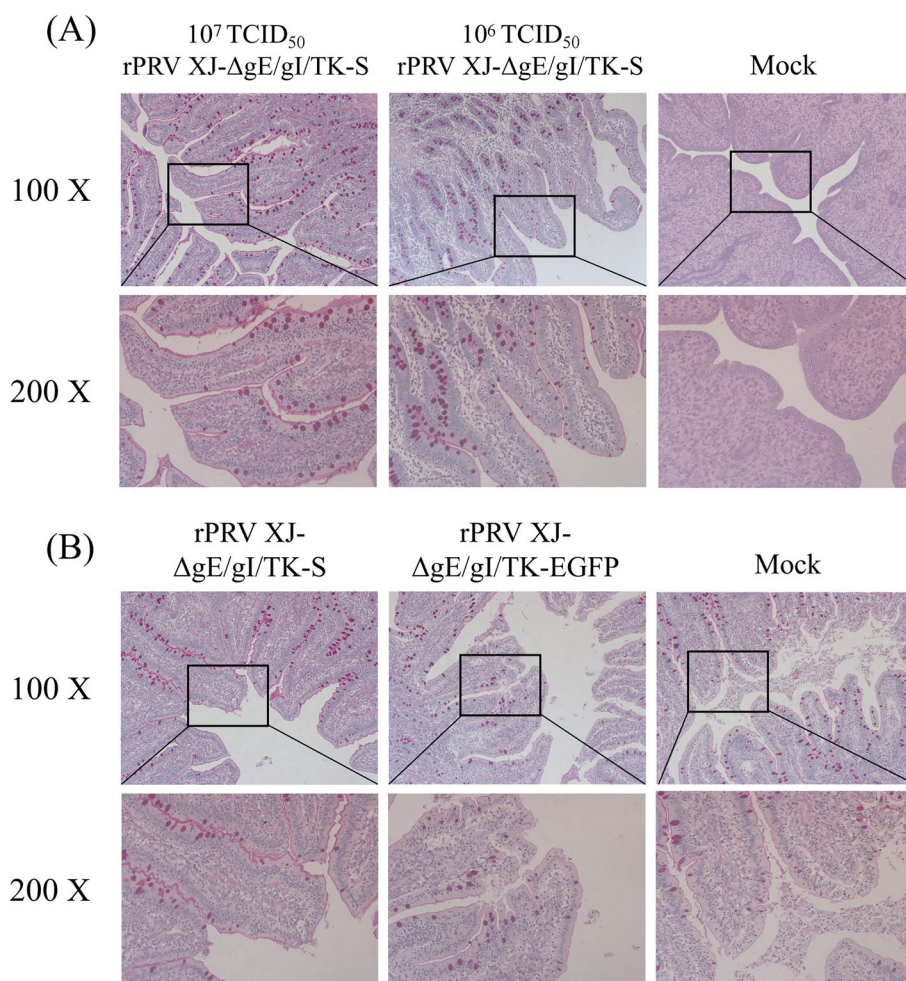 (A)
10⁷ TCID₅₀
rPRV XJ-ΔgE/gI/TK-S
10⁶ TCID₅₀
rPRV XJ-ΔgE/gI/TK-S
Mock
100 X
200 X
(B)
rPRV XJ-
ΔgE/gI/TK-S
rPRV XJ-
ΔgE/gI/TK-EGFP
Mock
100 X
200 X